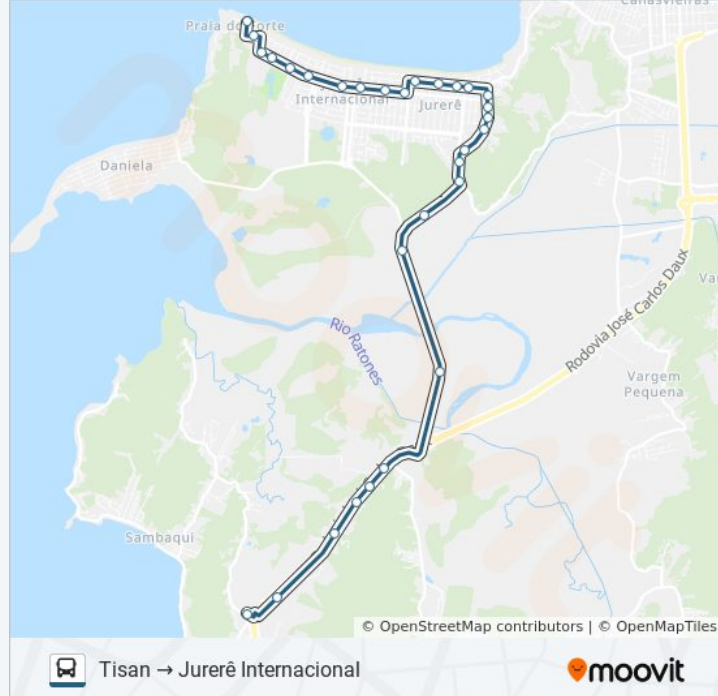 Canasvieiras
Praia do Forte
Internacional
Jurerê
Daniela
Rodovia José Carlos Daux
Rio Ratones
Vargem
Pequena
Sambaqui
© OpenStreetMap contributors | © OpenMapTiles
Tisan → Jurerê Internacional
moovit